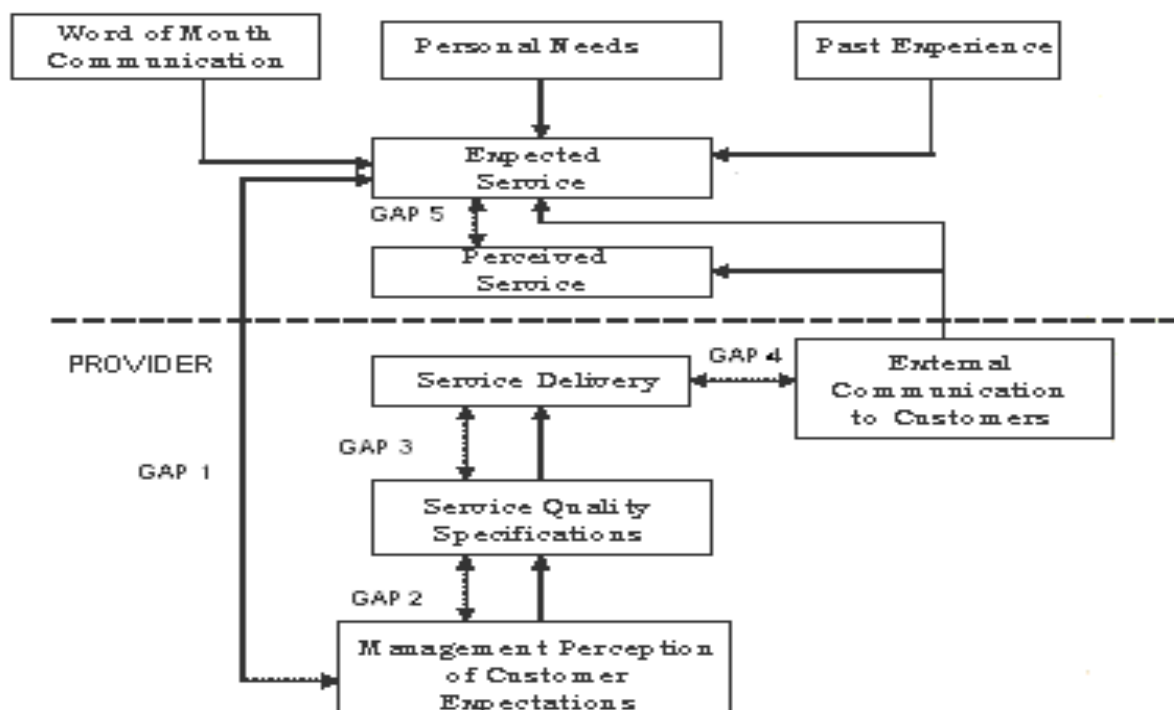 Word of Month
Communication
Personal Needs
Past Experience
Expected
Service
GAP 5
Perceived
Service
PROVIDER
GAP 4
Service Delivery
External
Communication
to Customers
GAP 3
GAP 1
Service Quality
Specifications
GAP 2
Management Perception
of Customer
Expectations